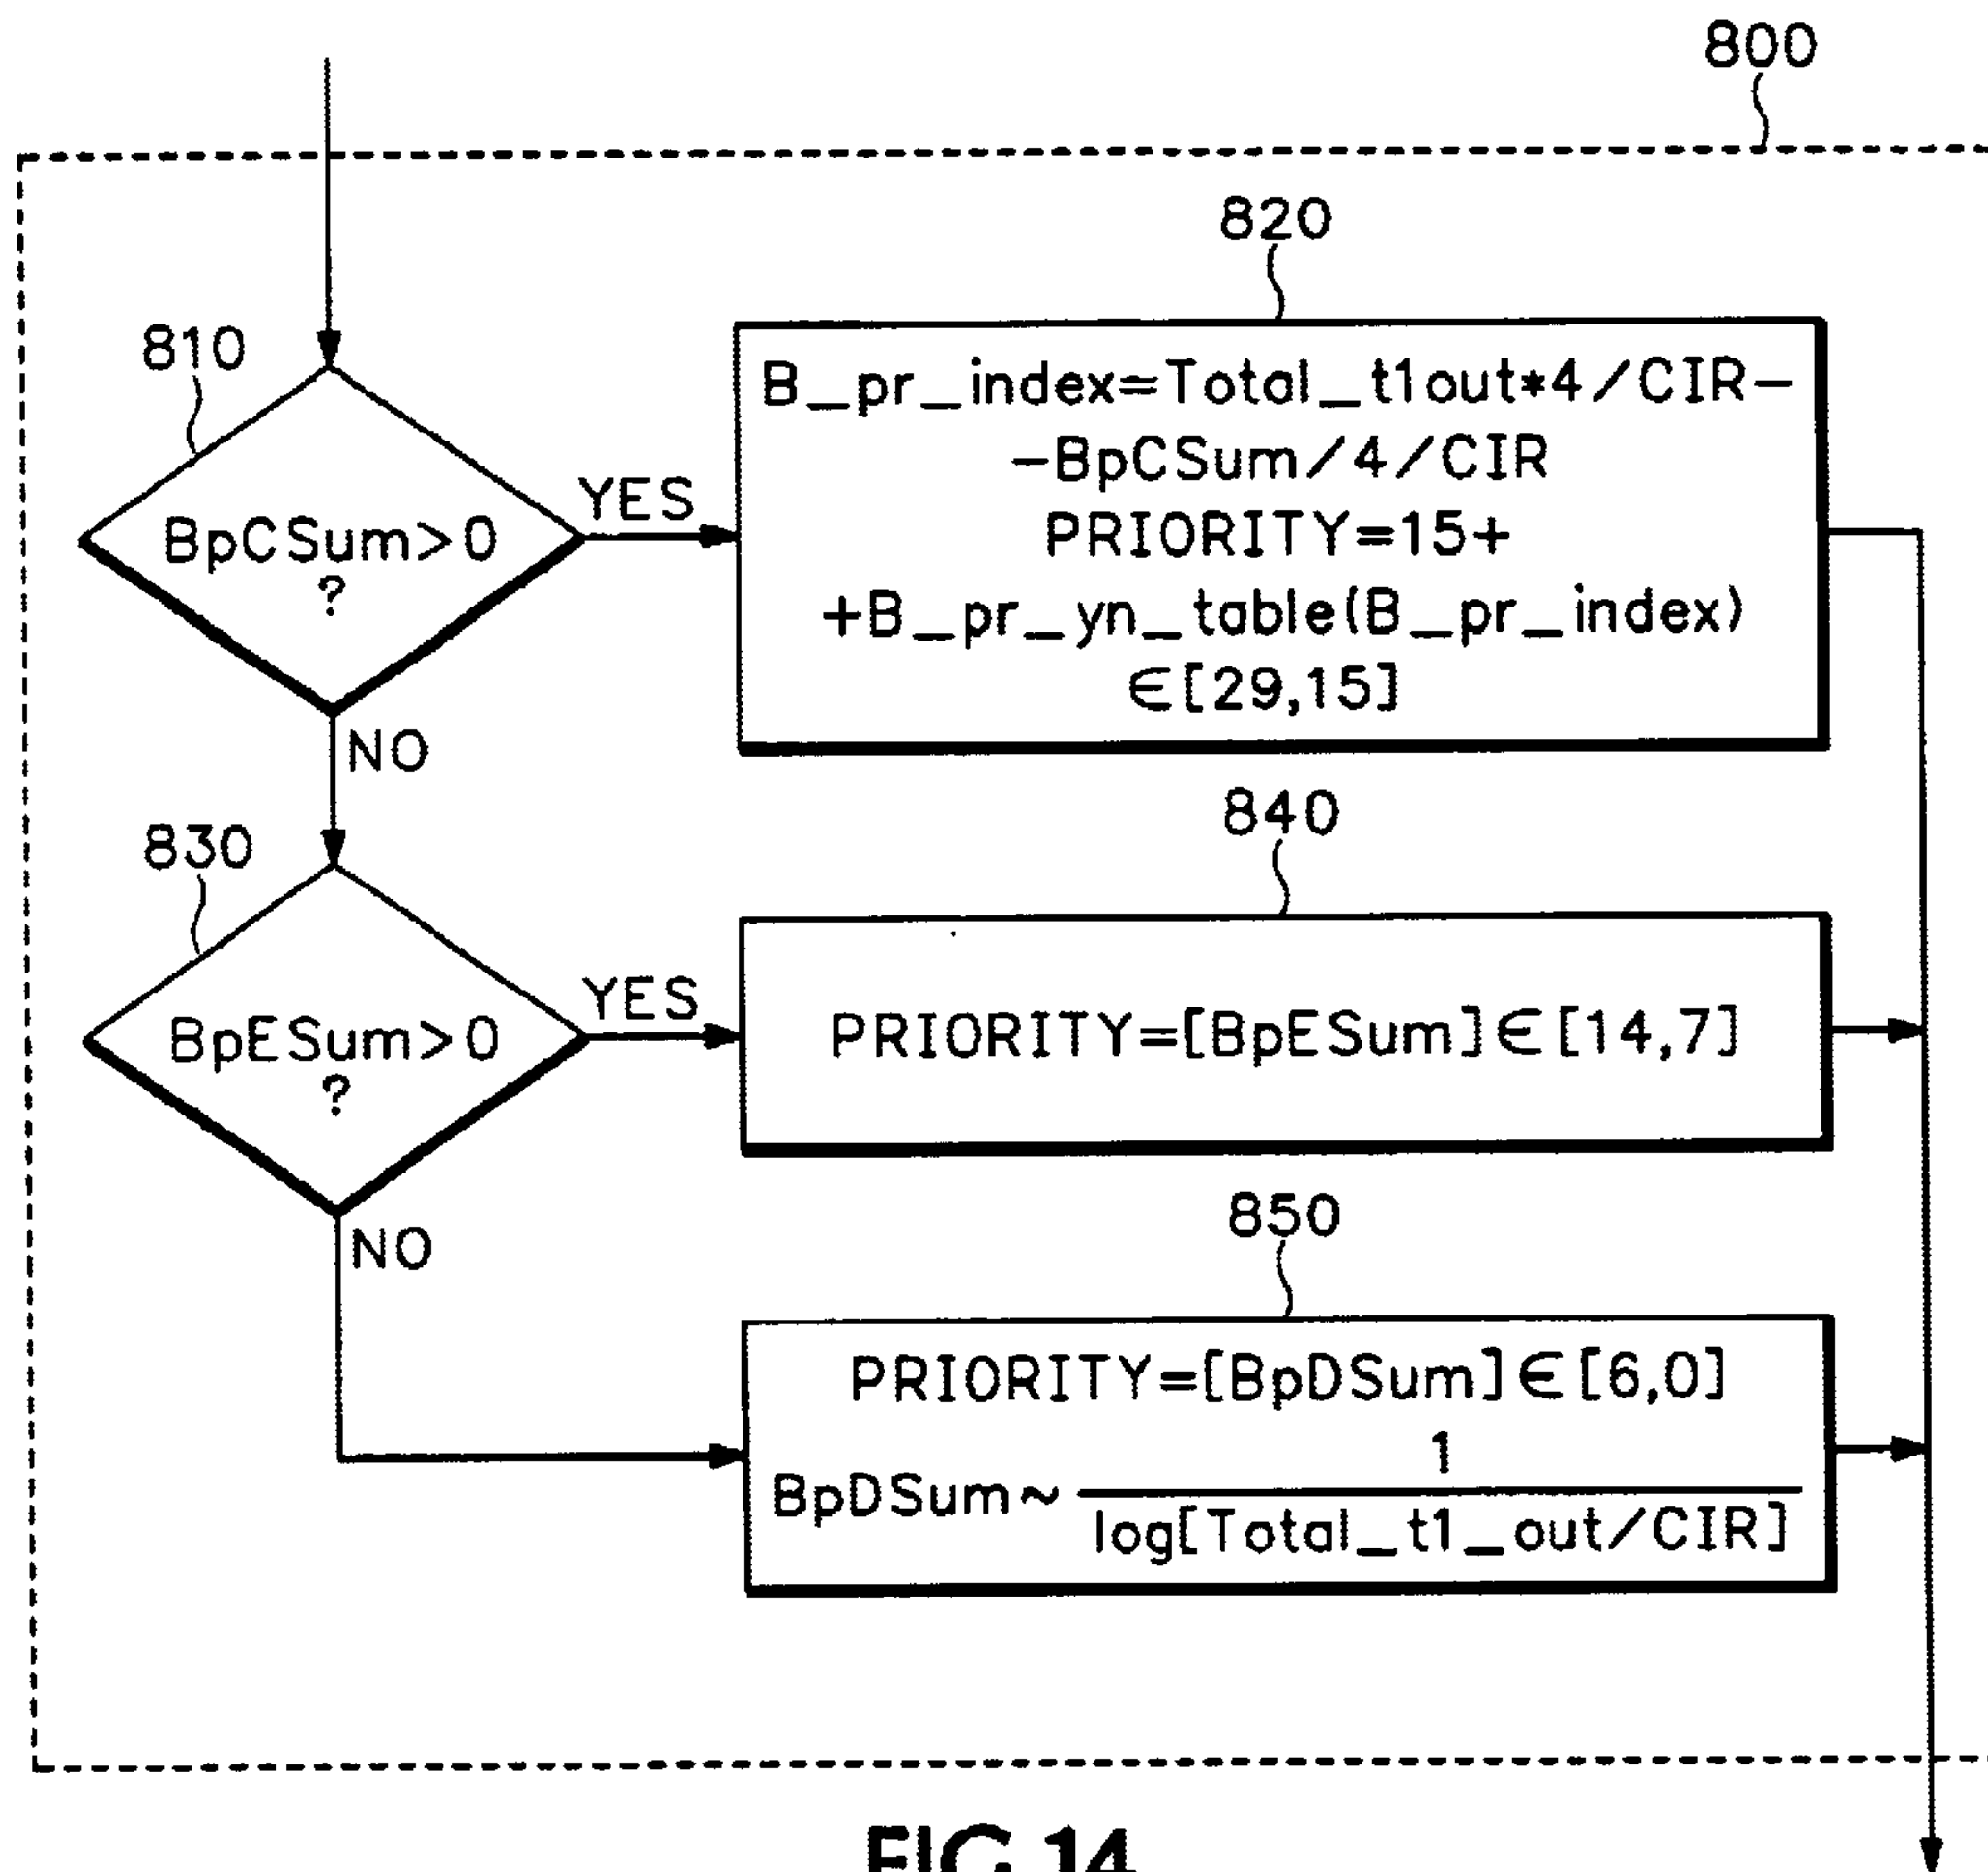 800
820
810
B_pr_index=Total_t1out*4/CIR-
-BpCSum/4/CIR
PRIORITY=15+
+B_pr_yn_table(B_pr_index)
∈[29,15]
YES
BpCSum>0
?
NO
840
830
YES
PRIORITY=[BpESum]∈[14,7]
BpESum>0
?
NO
850
PRIORITY=[BpDSum]∈[6,0]
1
BpDSum~
log[Total_t1_out/CIR]
FIG.14